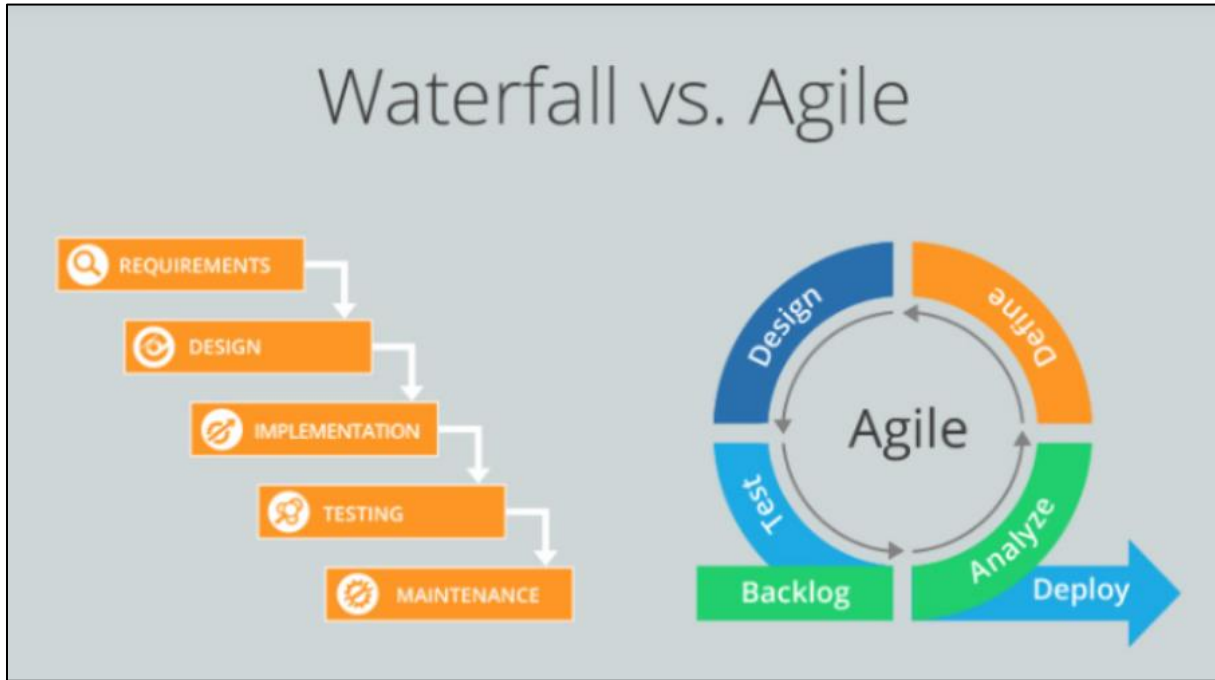 Waterfall vs. Agile
REQUIREMENTS
DESIGN
IMPLEMENTATION
TESTING
MAINTENANCE
Design
Define
Agile
Test
Analyze
Backlog
Deploy